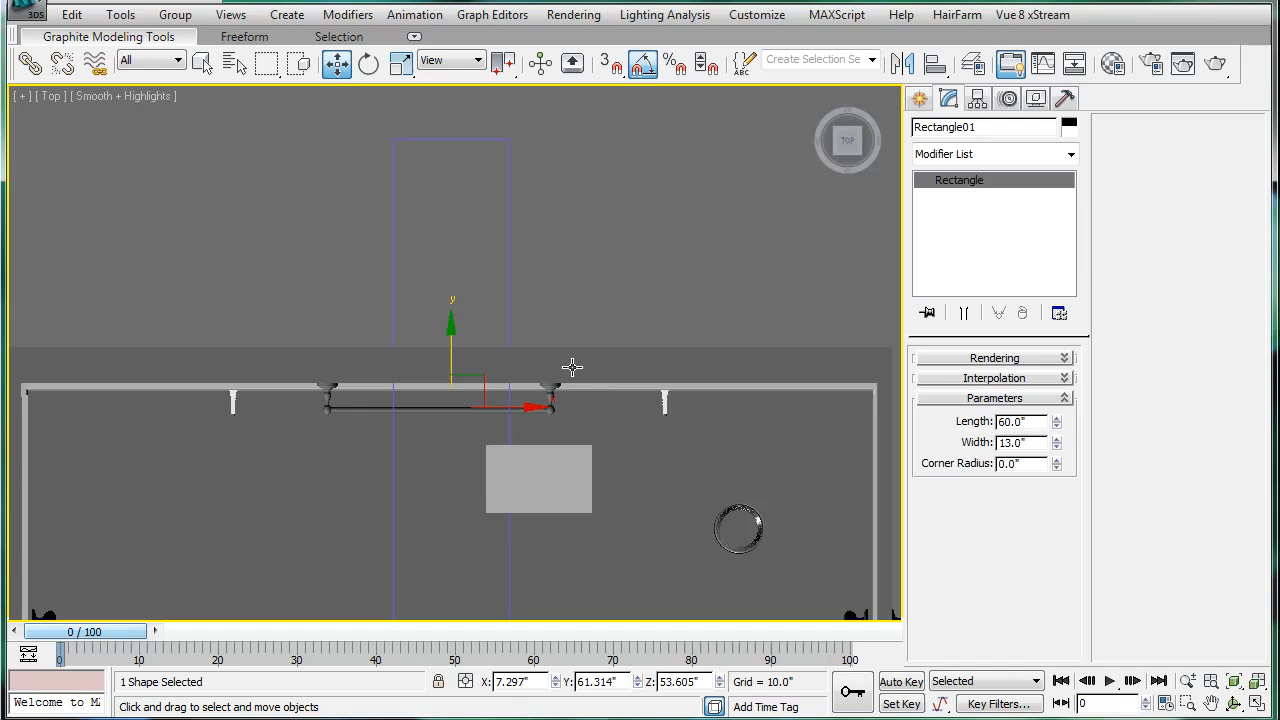 3DS
Edit Tools Group Views Create Modifiers Animation Graph Editors Rendering Lighting Analysis Customize MAXScript Help HairFarm Vue 8 xStream
Graphite Modeling Tools Freeform Selection
All View 3 ABC Create Selection Se
[ + ] [ Top ] [ Smooth + Highlights ]
TOP
Rectangle01
Modifier List
Rectangle
y
Rendering
Interpolation
Parameters
Length: 60.0"
Width: 13.0"
Corner Radius: 0.0"
0 / 100
0 10 20 30 40 50 60 70 80 90 100
1 Shape Selected X: 7.297" Y: 61.314" Z: 53.605" Grid = 10.0" Auto Key Selected
Welcome to M Click and drag to select and move objects Add Time Tag Set Key Key Filters... 0